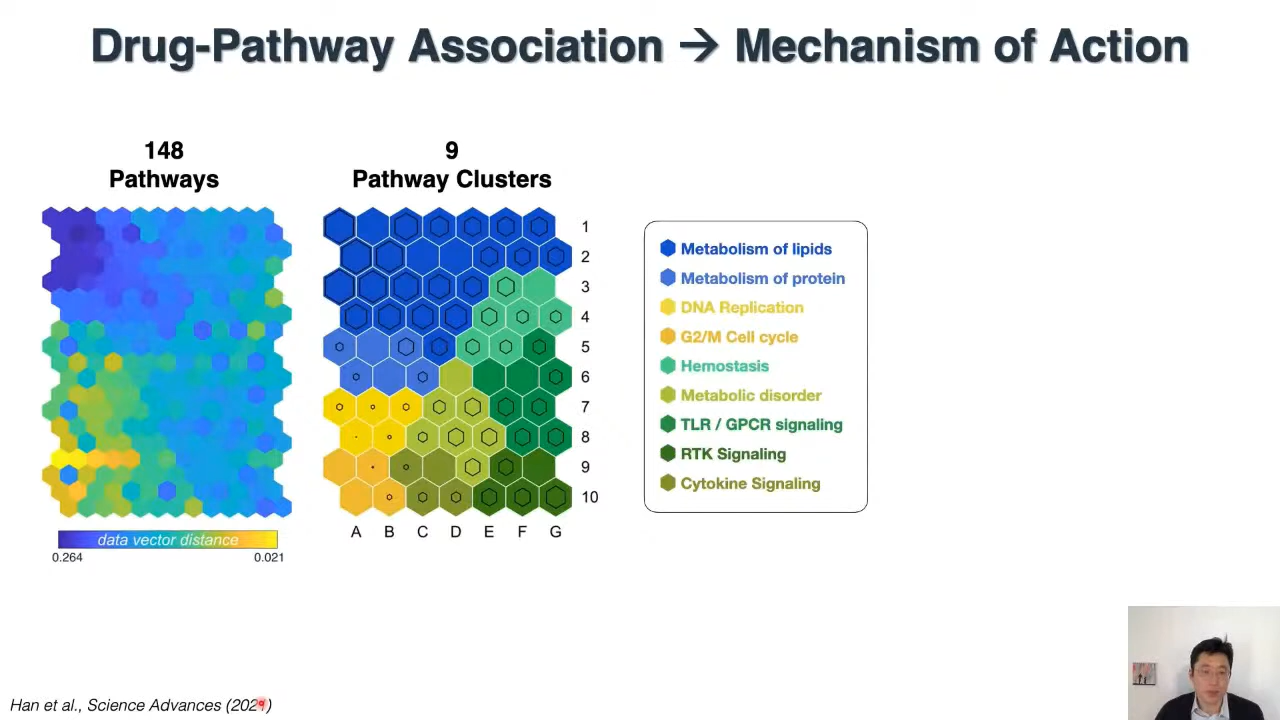 Drug-Pathway Association → Mechanism of Action
148
Pathways
9
Pathway Clusters
1
2
3
4
5
6
7
8
9
10
A B C D E F G
data vector distance
0.264 0.021
Metabolism of lipids
Metabolism of protein
DNA Replication
G2/M Cell cycle
Hemostasis
Metabolic disorder
TLR / GPCR signaling
RTK Signaling
Cytokine Signaling
Han et al., Science Advances